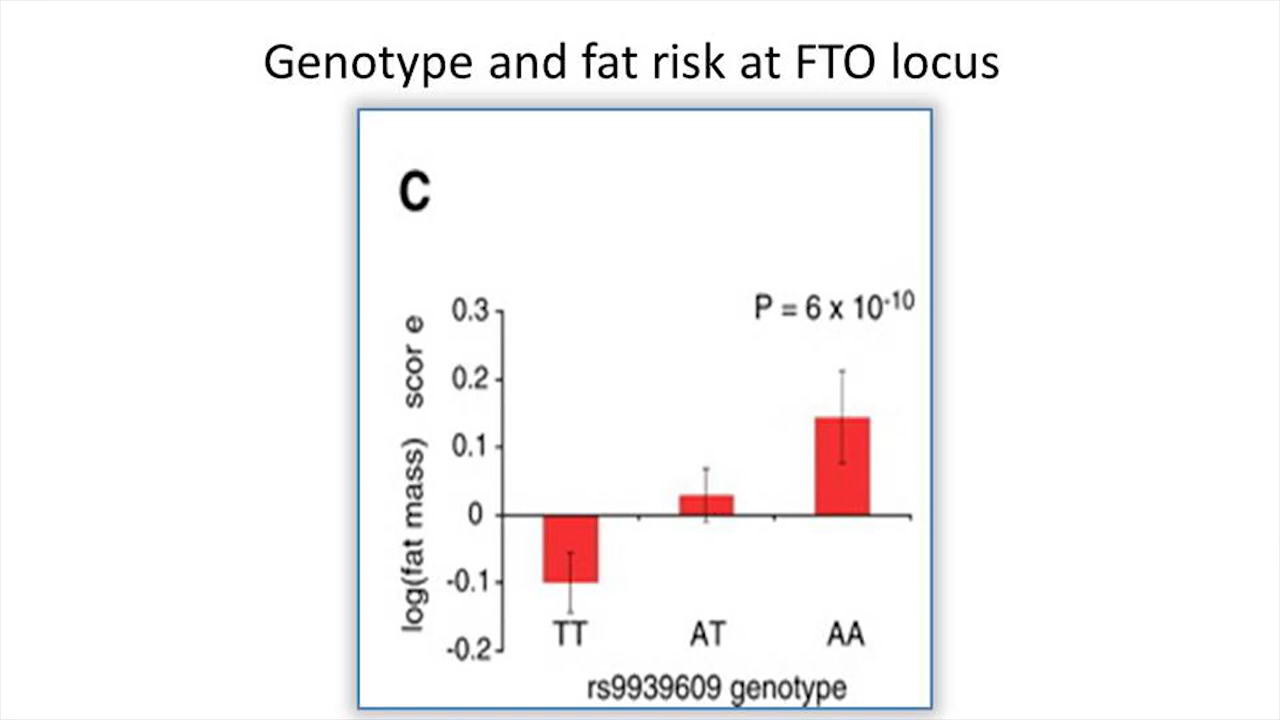 Genotype and fat risk at FTO locus
C
P = 6 x 10⁻¹⁰
log(fat mass) scor e
0.3
0.2
0.1
0
-0.1
-0.2
TT AT AA
rs9939609 genotype